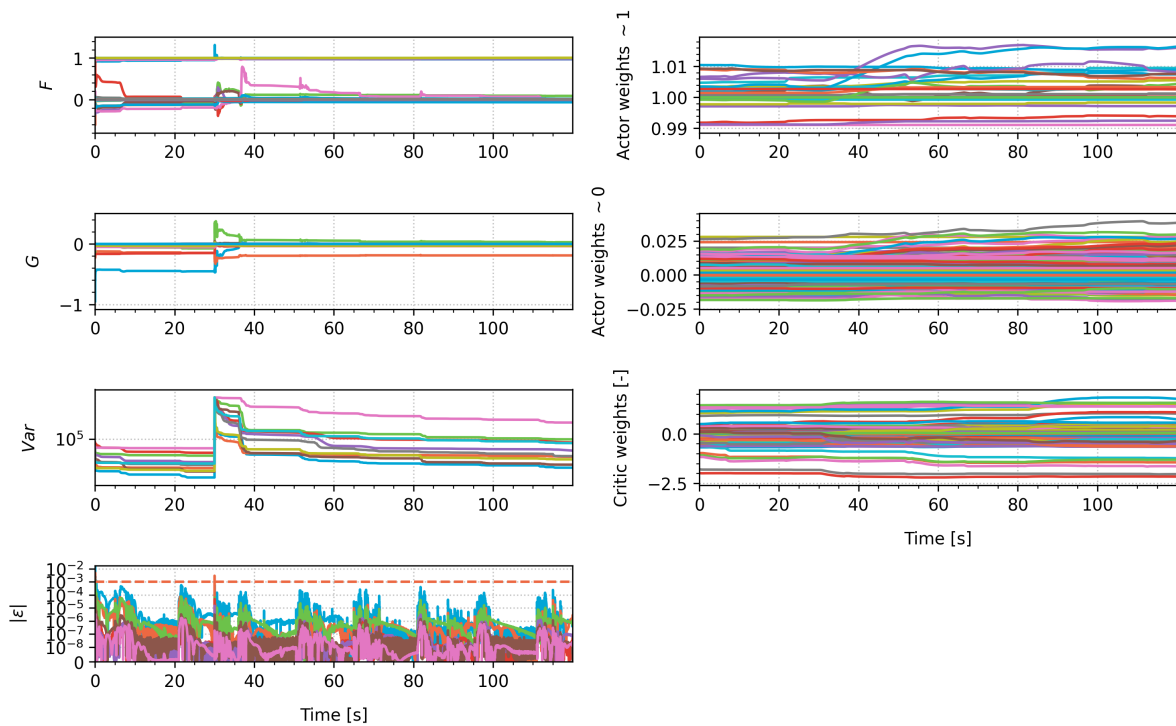 F
1
0
0 20 40 60 80 100
G
0
−1
0 20 40 60 80 100
Var
10^5
0 20 40 60 80 100
|ε|
10^−2
10^−3
10^−4
10^−5
10^−6
10^−7
10^−8
0
0 20 40 60 80 100
Time [s]
Actor weights ~ 1
1.01
1.00
0.99
0 20 40 60 80 100
Actor weights ~ 0
0.025
0.000
−0.025
0 20 40 60 80 100
Critic weights [-]
0.0
−2.5
0 20 40 60 80 100
Time [s]